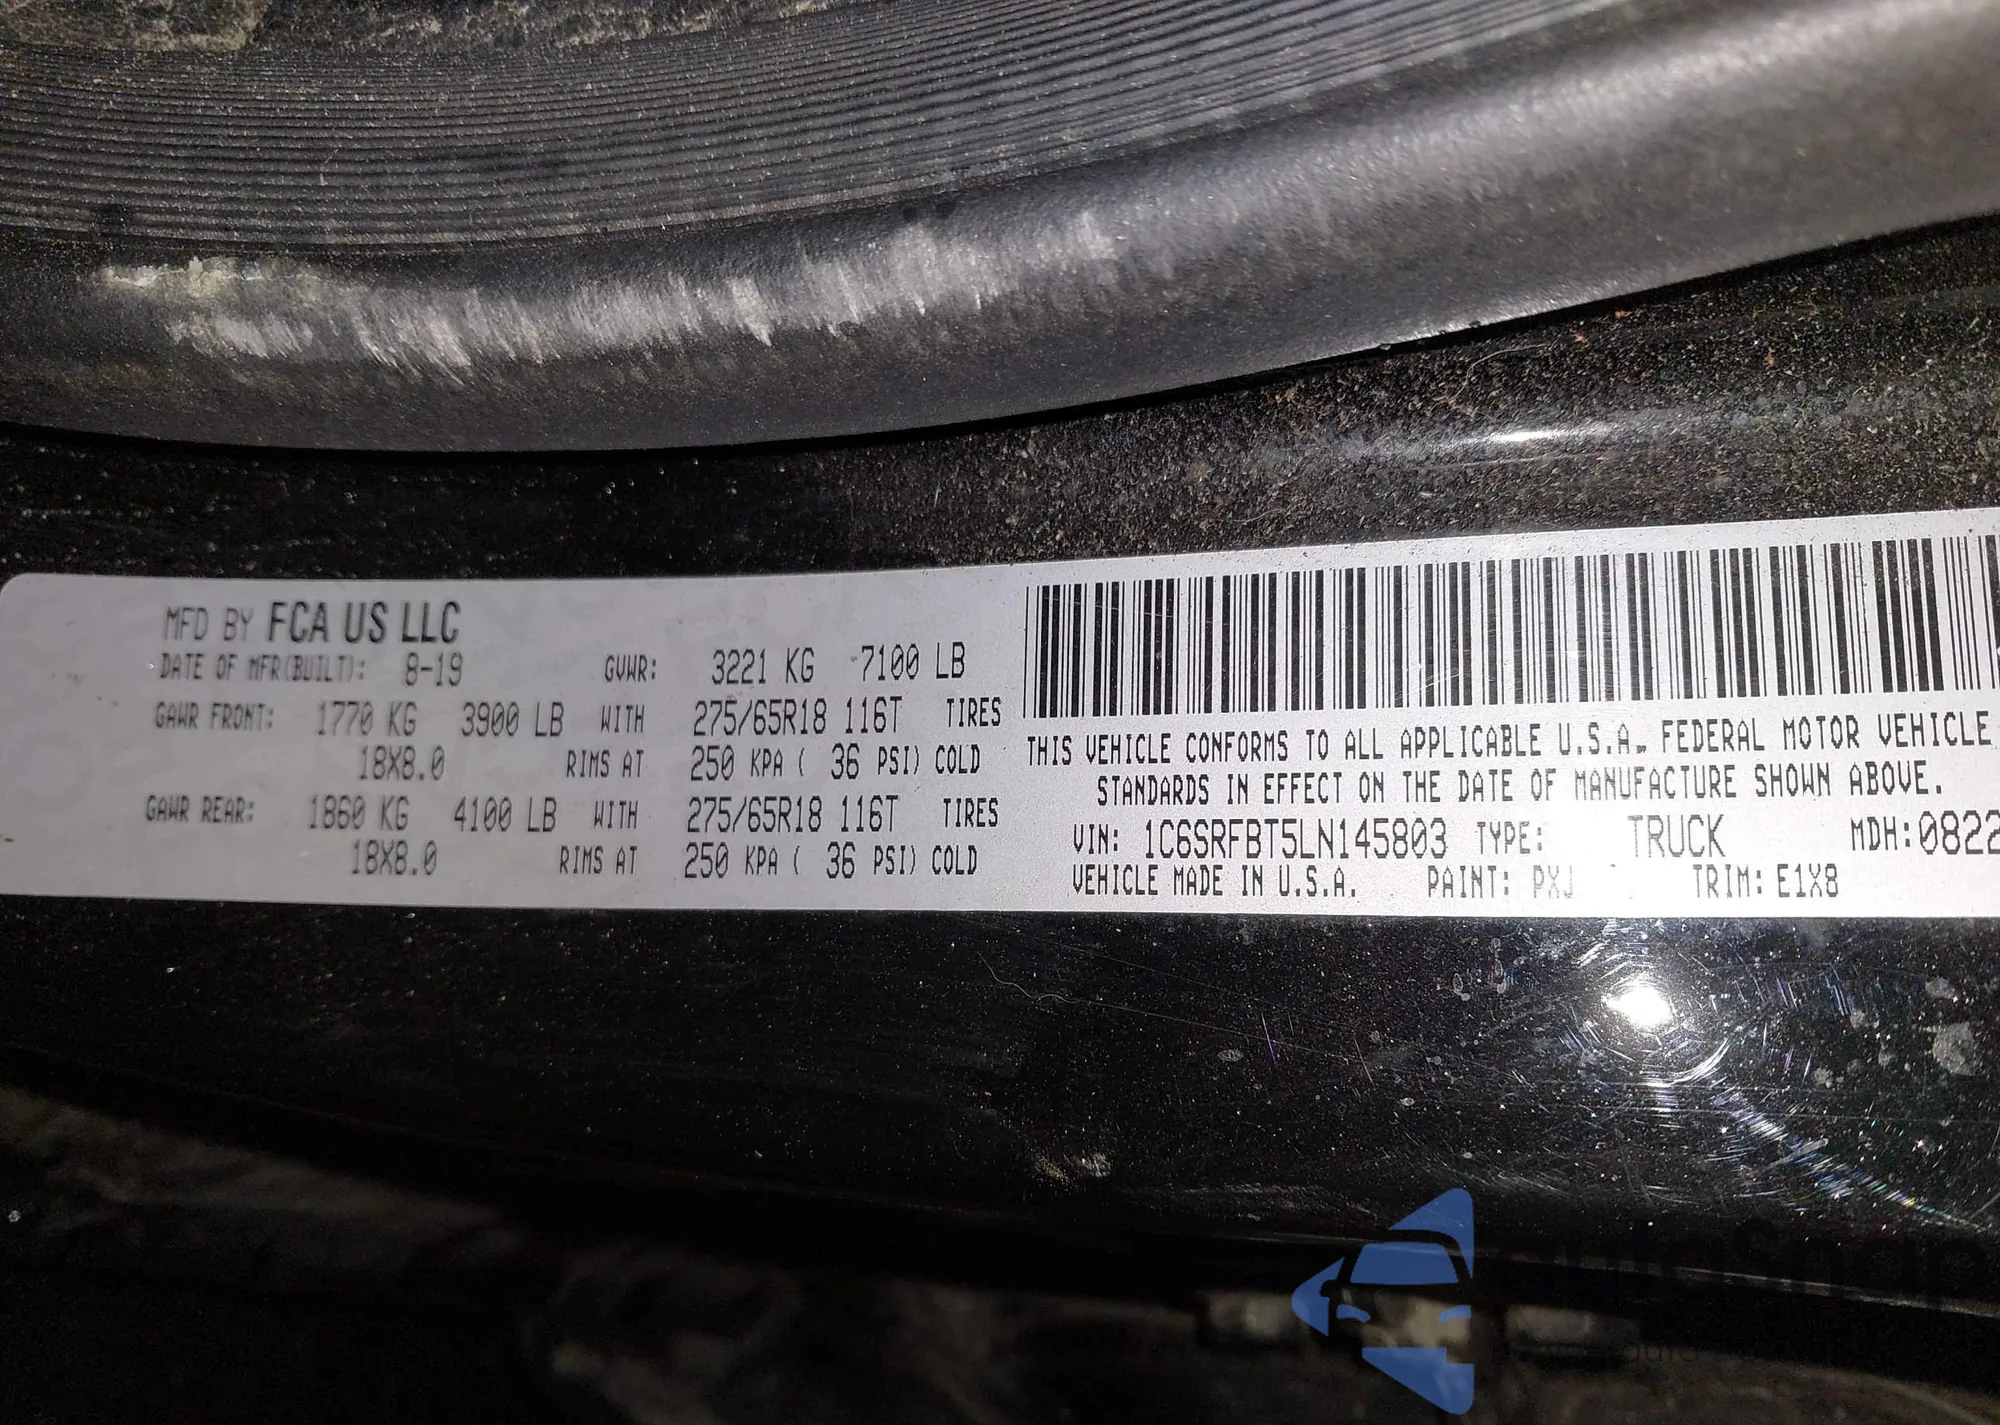 MFD BY FCA US LLC
DATE OF MFR(BUILT): 8-19 GVWR: 3221 KG 7100 LB
GAWR FRONT: 1770 KG 3900 LB WITH 275/65R18 116T TIRES
18X8.0 RIMS AT 250 KPA ( 36 PSI) COLD
GAWR REAR: 1860 KG 4100 LB WITH 275/65R18 116T TIRES
18X8.0 RIMS AT 250 KPA ( 36 PSI) COLD
THIS VEHICLE CONFORMS TO ALL APPLICABLE U.S.A. FEDERAL MOTOR VEHICLE
STANDARDS IN EFFECT ON THE DATE OF MANUFACTURE SHOWN ABOVE.
VIN: 1C6SRFBT5LN145803 TYPE: TRUCK MDH:0822
VEHICLE MADE IN U.S.A. PAINT: PXJ TRIM: E1X8
autoSnap